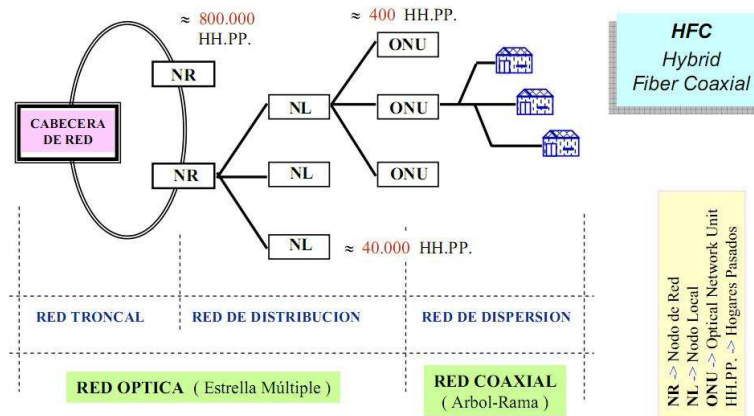 ≈ 800.000
HH.PP.
≈ 400 HH.PP.
HFC
Hybrid
Fiber Coaxial
ONU
NR
CABECERA
DE RED
NL
ONU
NR
NL
ONU
NL
≈ 40.000 HH.PP.
RED TRONCAL
RED DE DISTRIBUCION
RED DE DISPERSION
RED OPTICA ( Estrella Múltiple )
RED COAXIAL
( Arbol-Rama )
NR -> Nodo de Red
NL -> Nodo Local
ONU -> Optical Network Unit
HH.PP. -> Hogares Pasados